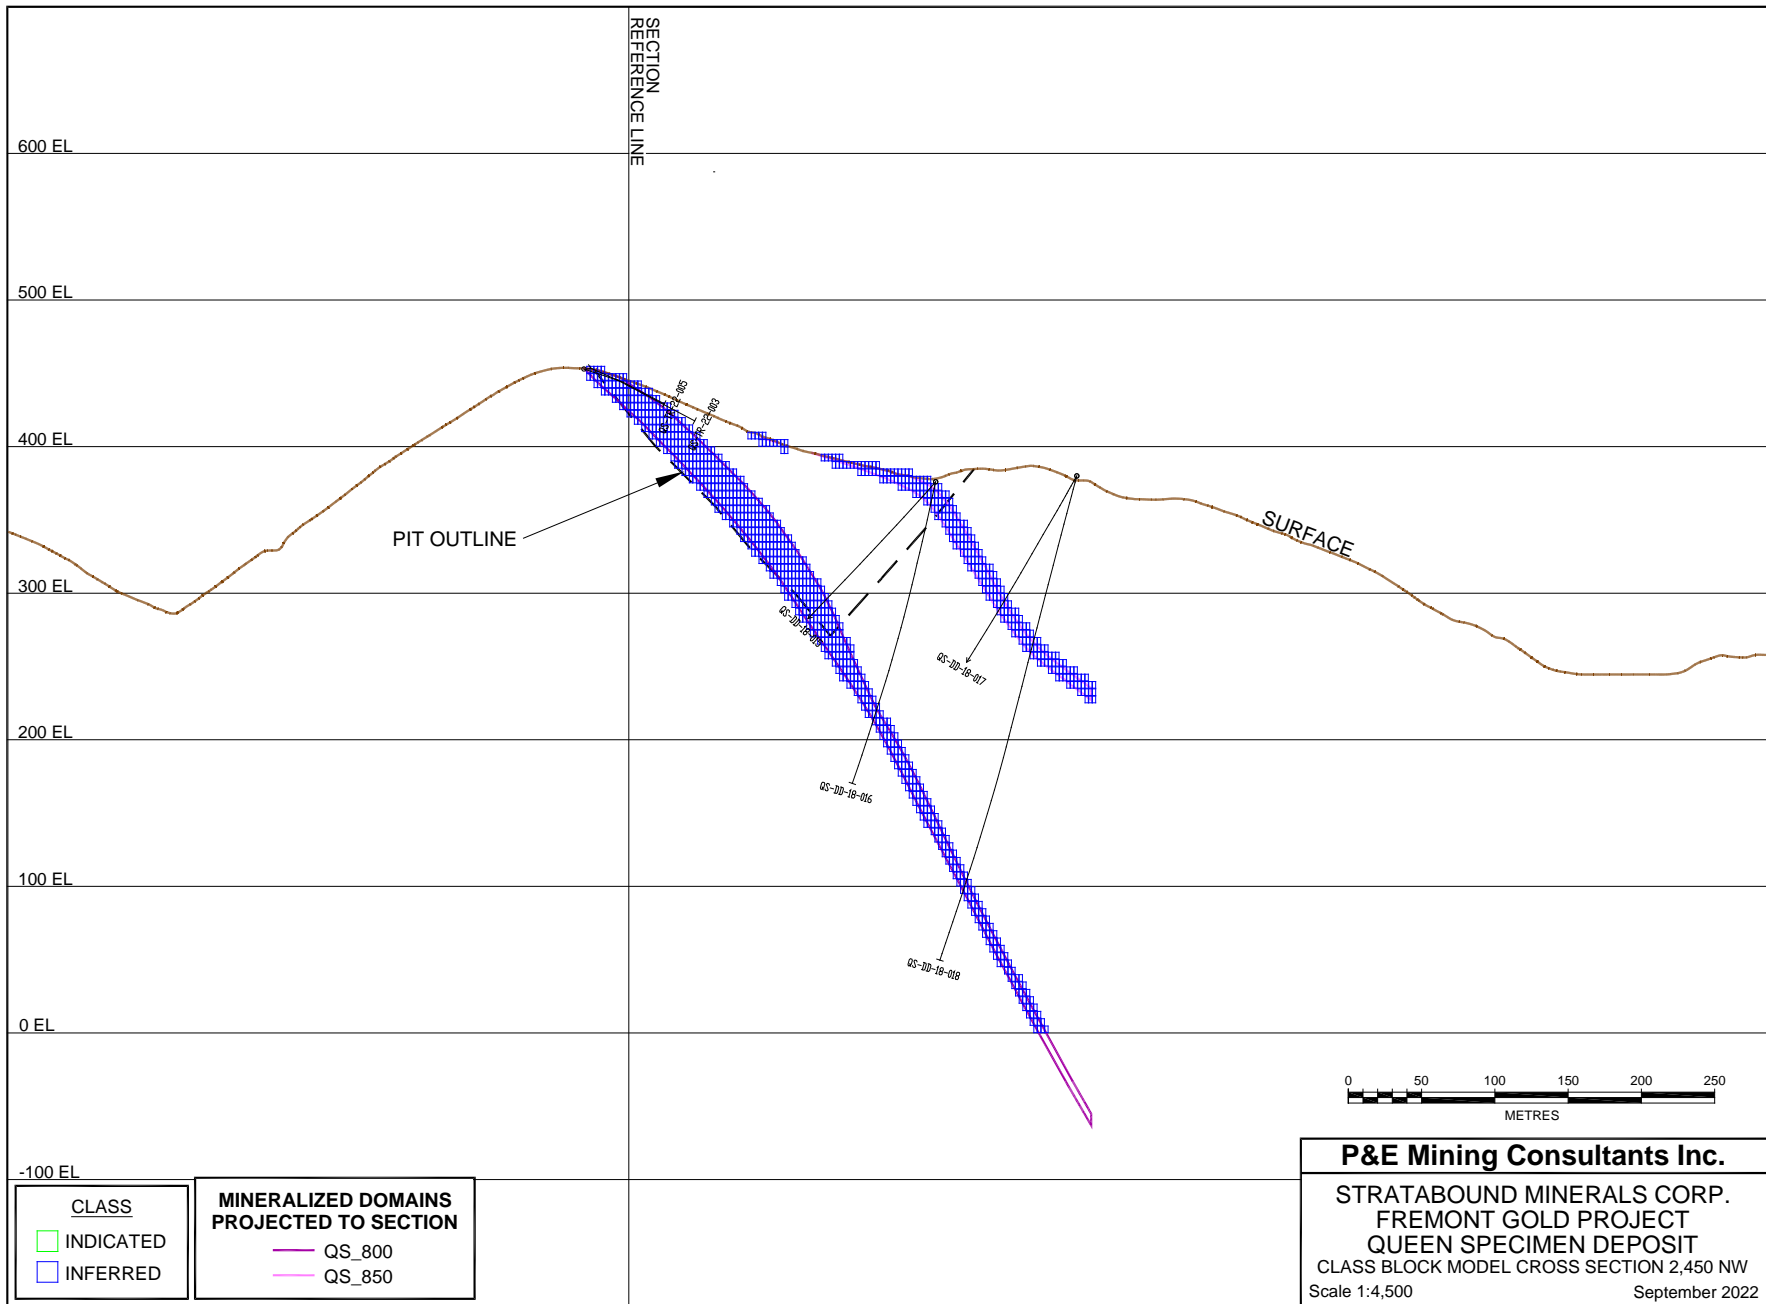 SECTION
REFERENCE LINE
600 EL
500 EL
400 EL
300 EL
200 EL
100 EL
0 EL
-100 EL
PIT OUTLINE
SURFACE
QS-DD-18-019
QS-DD-18-017
QS-DD-18-016
QS-DD-18-018
0 50 100 150 200 250
METRES
CLASS
INDICATED
INFERRED
MINERALIZED DOMAINS
PROJECTED TO SECTION
QS_800
QS_850
P&E Mining Consultants Inc.
STRATABOUND MINERALS CORP.
FREMONT GOLD PROJECT
QUEEN SPECIMEN DEPOSIT
CLASS BLOCK MODEL CROSS SECTION 2,450 NW
Scale 1:4,500 September 2022